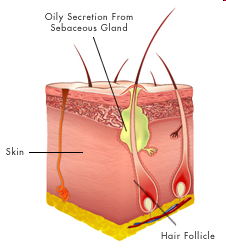 Oily Secretion From
Sebaceous Gland
Skin
Hair Follicle